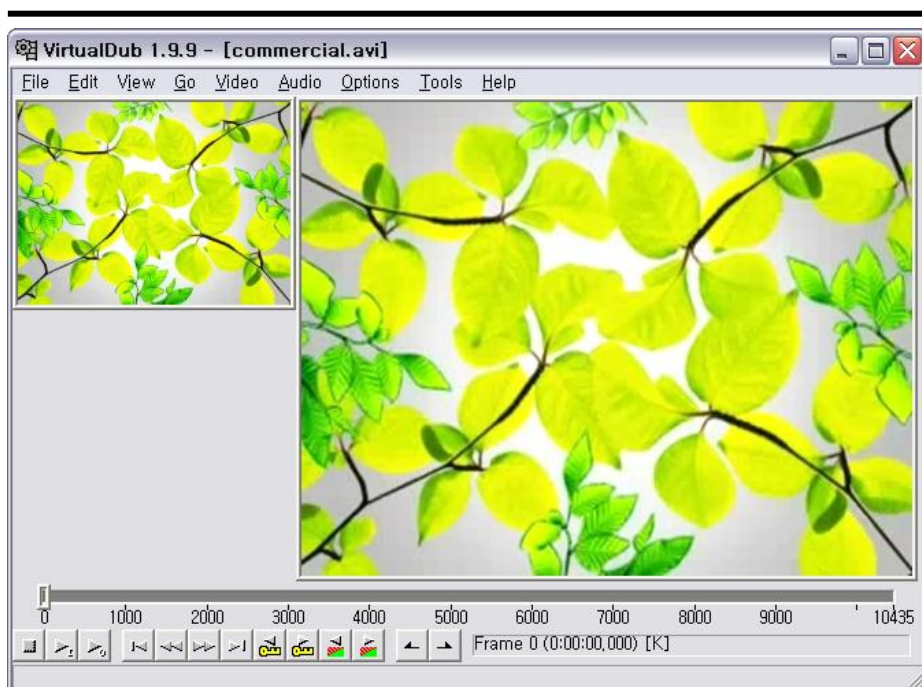 VirtualDub 1.9.9 - [commercial.avi]
File Edit View Go Video Audio Options Tools Help
0 1000 2000 3000 4000 5000 6000 7000 8000 9000 10435
Frame 0 (0:00:00,000) [K]